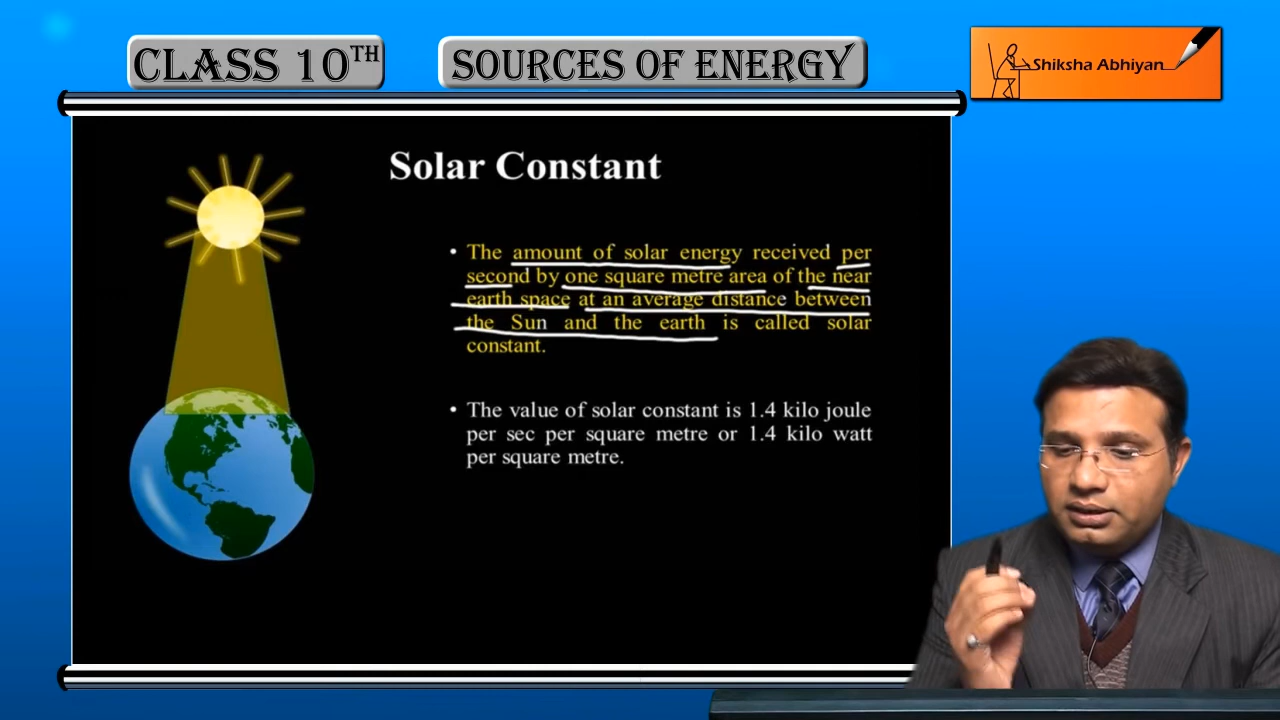 CLASS 10TH
SOURCES OF ENERGY
Shiksha Abhiyan
Solar Constant
• The amount of solar energy received per
second by one square metre area of the near
earth space at an average distance between
the Sun and the earth is called solar
constant.
• The value of solar constant is 1.4 kilo joule
per sec per square metre or 1.4 kilo watt
per square metre.